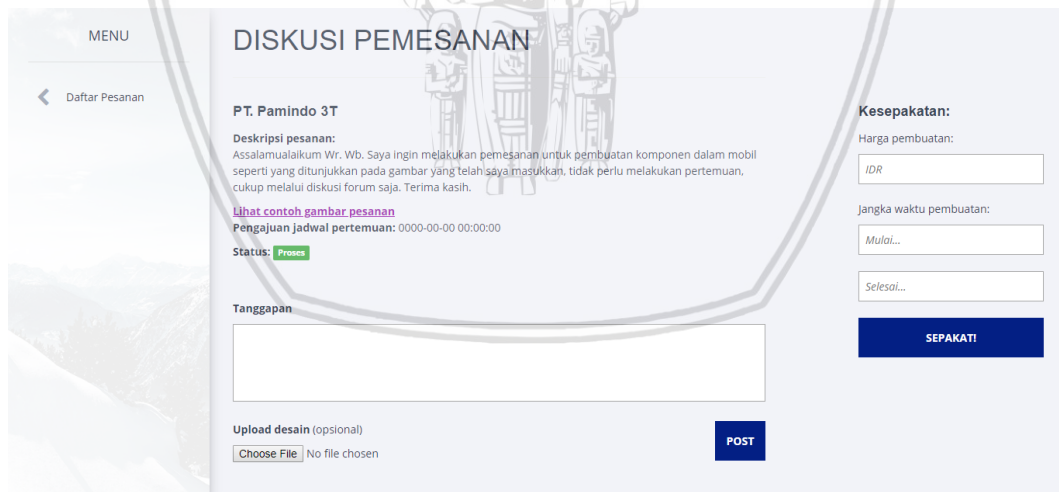 MENU
Daftar Pesanan
DISKUSI PEMESANAN
PT. Pamindo 3T
Deskripsi pesanan:
Assalamualaikum Wr. Wb. Saya ingin melakukan pemesanan untuk pembuatan komponen dalam mobil
seperti yang ditunjukkan pada gambar yang telah saya masukkan, tidak perlu melakukan pertemuan,
cukup melalui diskusi forum saja. Terima kasih.
Lihat contoh gambar pesanan
Pengajuan jadwal pertemuan: 0000-00-00 00:00:00
Status: Proses
Tanggapan
Upload desain (opsional)
Choose File No file chosen
POST
Kesepakatan:
Harga pembuatan:
IDR
Jangka waktu pembuatan:
Mulai...
Selesai...
SEPAKAT!